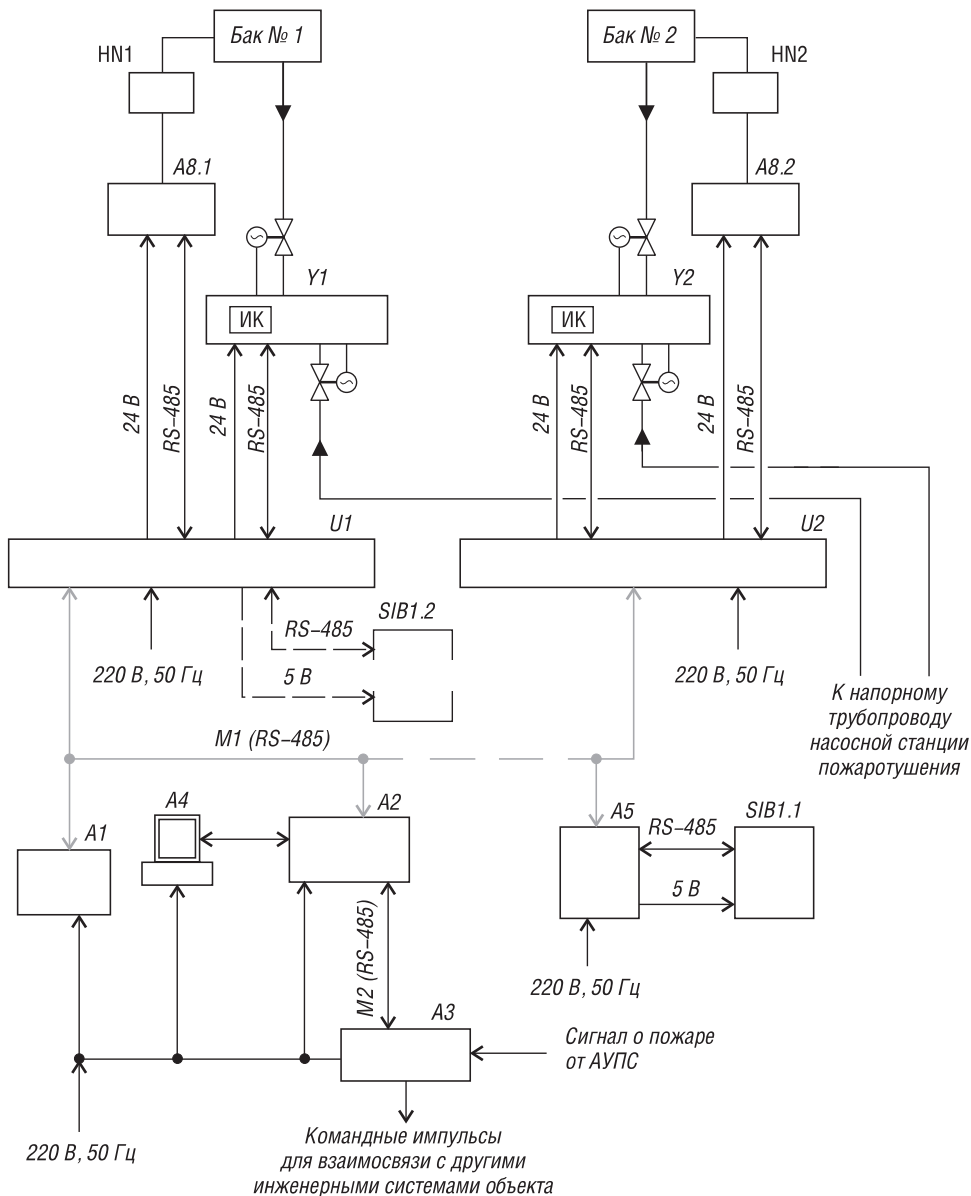 Бак № 1
Бак № 2
HN1
HN2
A8.1
A8.2
Y1
Y2
ИК
ИК
24 В
RS–485
24 В
RS–485
24 В
RS–485
24 В
RS–485
U1
U2
SIB1.2
RS–485
5 В
220 В, 50 Гц
220 В, 50 Гц
К напорному
трубопроводу
насосной станции
пожаротушения
M1 (RS–485)
A1
A4
A2
A5
SIB1.1
RS–485
5 В
M2 (RS–485)
220 В, 50 Гц
A3
Сигнал о пожаре
от АУПС
220 В, 50 Гц
Командные импульсы
для взаимосвязи с другими
инженерными системами объекта